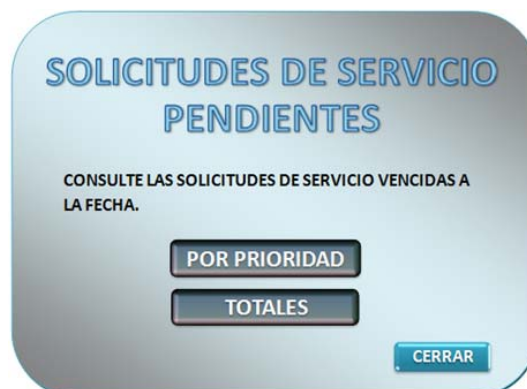 SOLICITUDES DE SERVICIO
PENDIENTES
CONSULTE LAS SOLICITUDES DE SERVICIO VENCIDAS A
LA FECHA.
POR PRIORIDAD
TOTALES
CERRAR